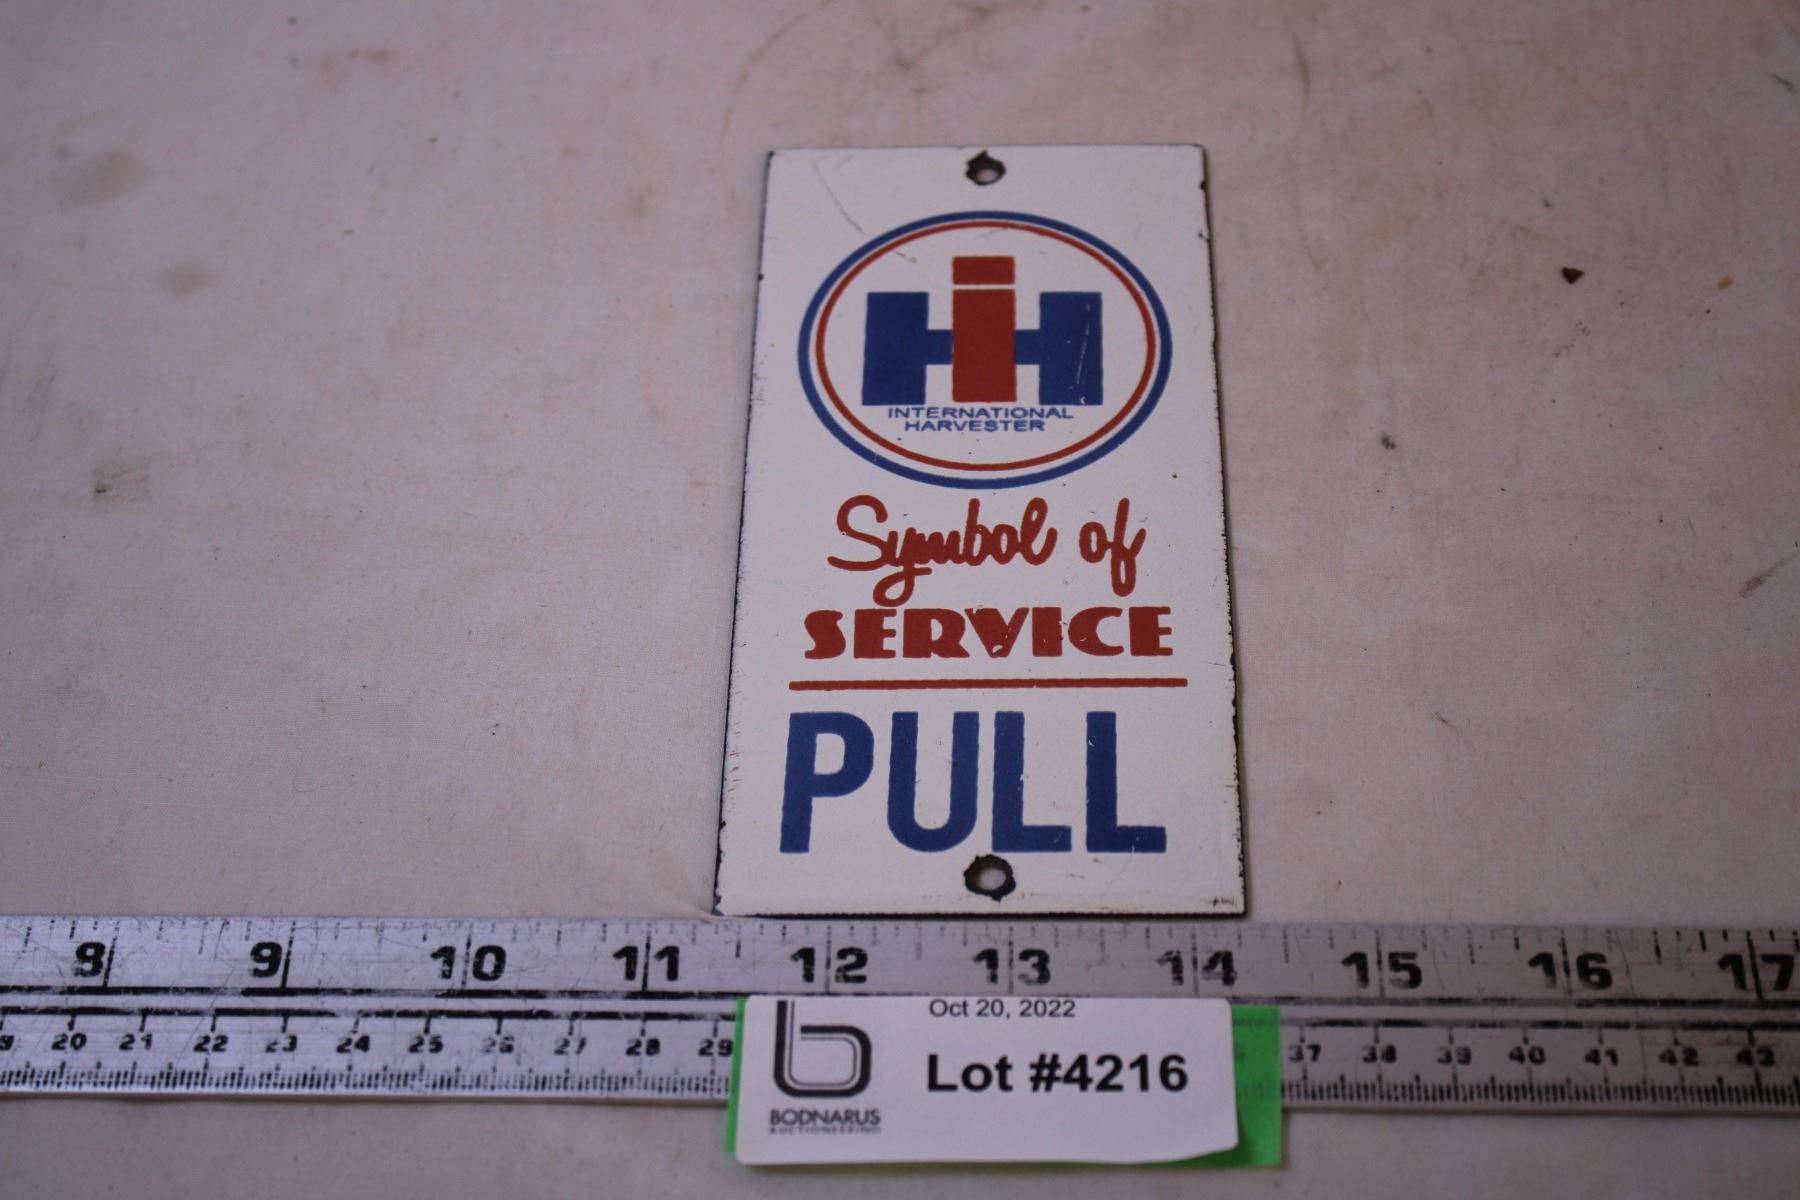 IH
INTERNATIONAL
HARVESTER
Symbol of
SERVICE
PULL
8 9 10 11 12 13 14 15 16 17
20 21 22 23 24 25 26 27 28 29 37 38 39 40 41 42 43
Oct 20, 2022
Lot #4216
b
BODNARUS
AUCTIONEERING